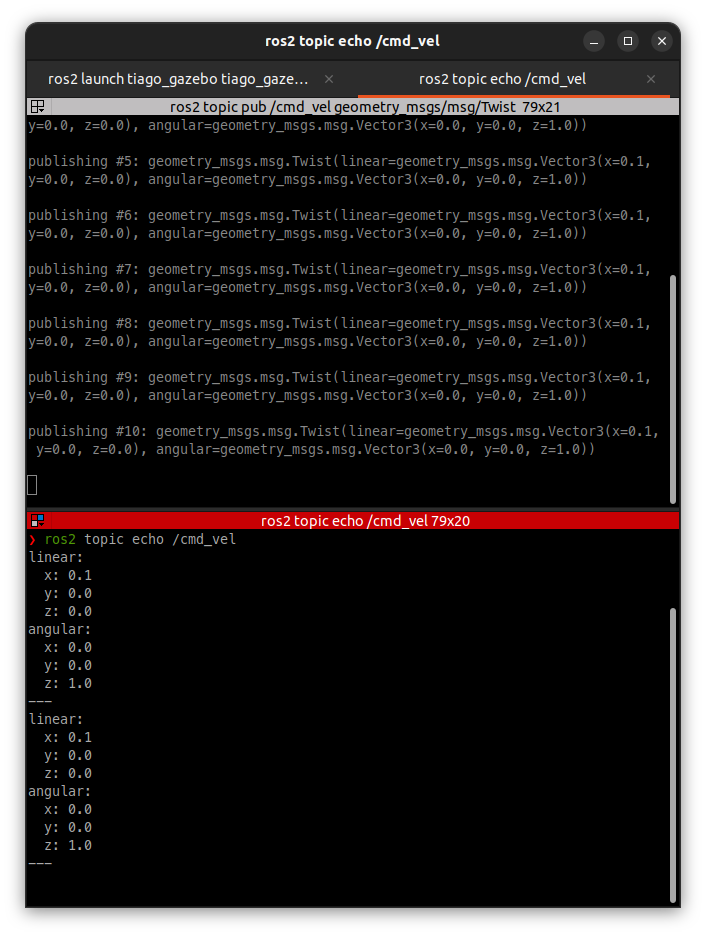 ros2 topic echo /cmd_vel
ros2 launch tiago_gazebo tiago_gaze... × ros2 topic echo /cmd_vel ×
ros2 topic pub /cmd_vel geometry_msgs/msg/Twist 79x21
y=0.0, z=0.0), angular=geometry_msgs.msg.Vector3(x=0.0, y=0.0, z=1.0))
publishing #5: geometry_msgs.msg.Twist(linear=geometry_msgs.msg.Vector3(x=0.1,
y=0.0, z=0.0), angular=geometry_msgs.msg.Vector3(x=0.0, y=0.0, z=1.0))
publishing #6: geometry_msgs.msg.Twist(linear=geometry_msgs.msg.Vector3(x=0.1,
y=0.0, z=0.0), angular=geometry_msgs.msg.Vector3(x=0.0, y=0.0, z=1.0))
publishing #7: geometry_msgs.msg.Twist(linear=geometry_msgs.msg.Vector3(x=0.1,
y=0.0, z=0.0), angular=geometry_msgs.msg.Vector3(x=0.0, y=0.0, z=1.0))
publishing #8: geometry_msgs.msg.Twist(linear=geometry_msgs.msg.Vector3(x=0.1,
y=0.0, z=0.0), angular=geometry_msgs.msg.Vector3(x=0.0, y=0.0, z=1.0))
publishing #9: geometry_msgs.msg.Twist(linear=geometry_msgs.msg.Vector3(x=0.1,
y=0.0, z=0.0), angular=geometry_msgs.msg.Vector3(x=0.0, y=0.0, z=1.0))
publishing #10: geometry_msgs.msg.Twist(linear=geometry_msgs.msg.Vector3(x=0.1,
y=0.0, z=0.0), angular=geometry_msgs.msg.Vector3(x=0.0, y=0.0, z=1.0))
ros2 topic echo /cmd_vel 79x20
❯ ros2 topic echo /cmd_vel
linear:
  x: 0.1
  y: 0.0
  z: 0.0
angular:
  x: 0.0
  y: 0.0
  z: 1.0
---
linear:
  x: 0.1
  y: 0.0
  z: 0.0
angular:
  x: 0.0
  y: 0.0
  z: 1.0
---